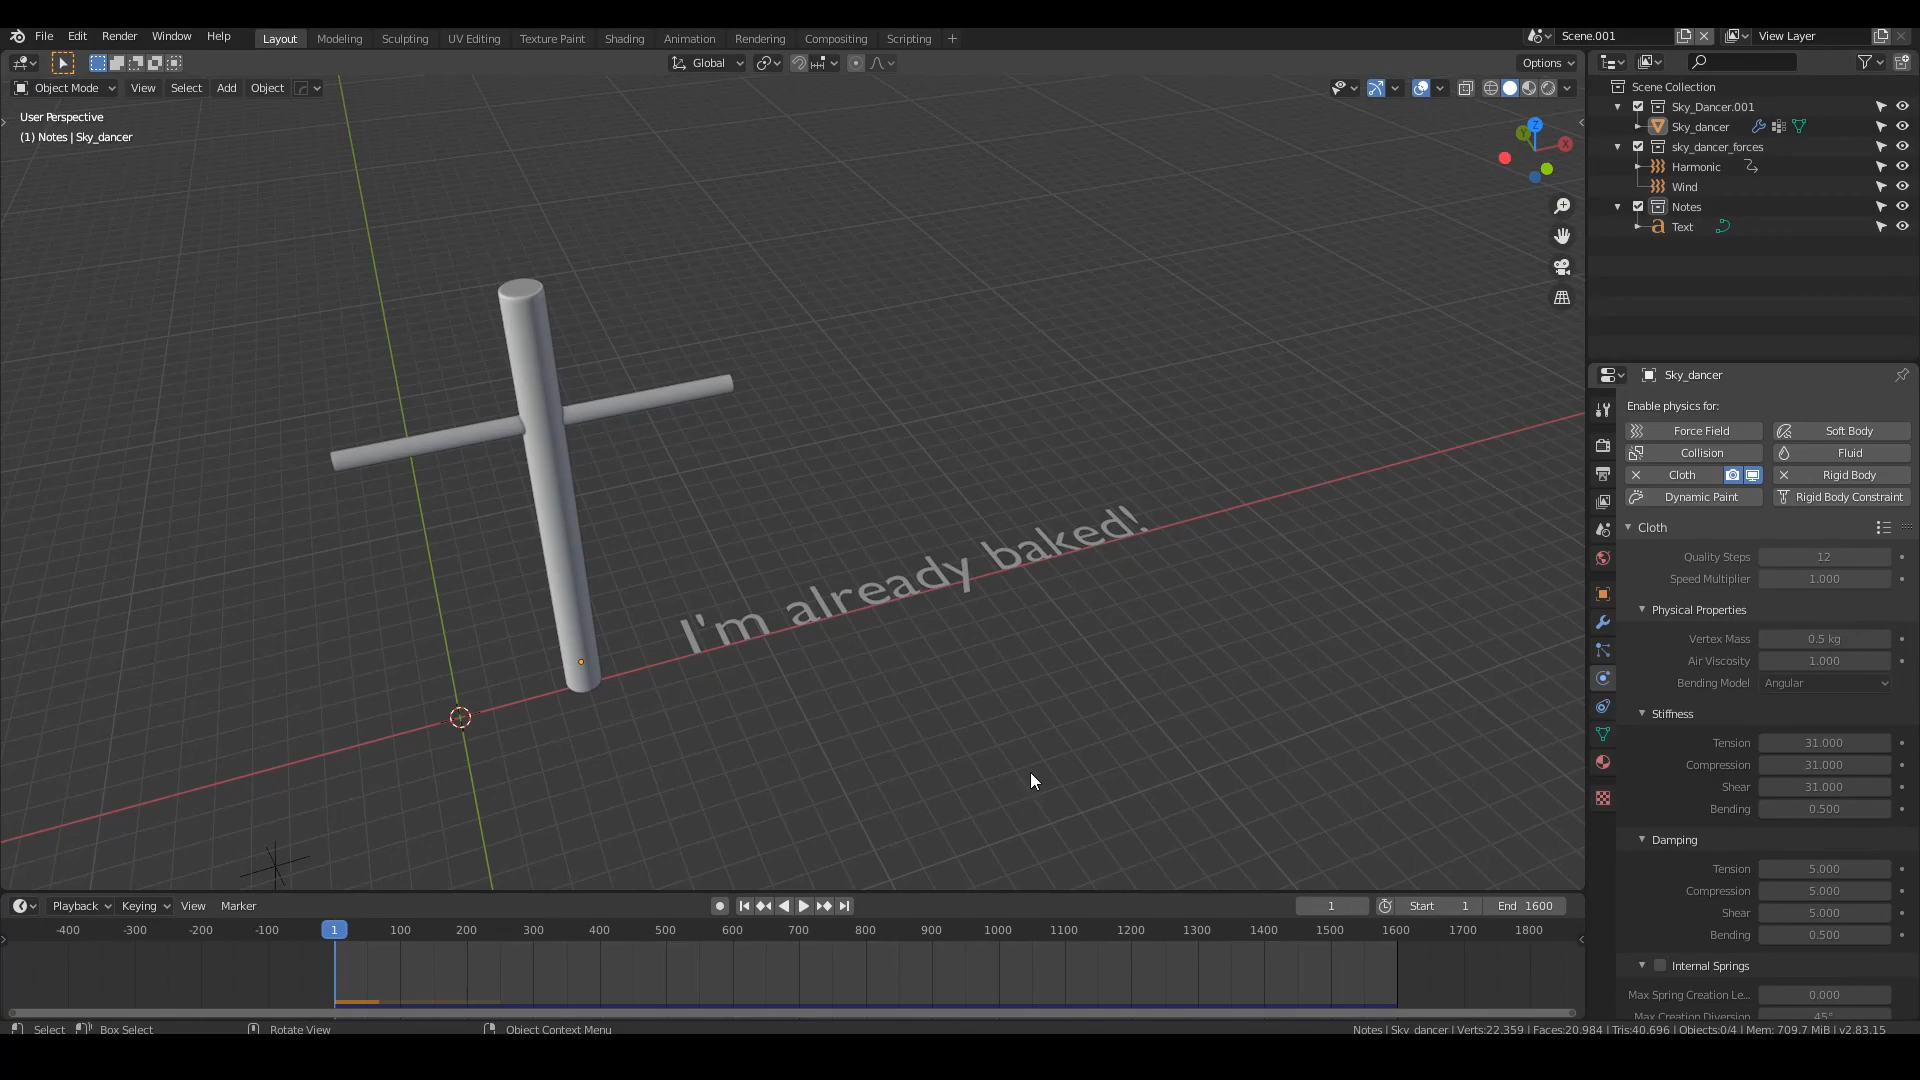 File Edit Render Window Help
Layout Modeling Sculpting UV Editing Texture Paint Shading Animation Rendering Compositing Scripting +
Scene.001
View Layer
Global
Options
Object Mode View Select Add Object
User Perspective
(1) Notes | Sky_dancer
Z
Y
X
I'm already baked!
Scene Collection
Sky_Dancer.001
Sky_dancer
sky_dancer_forces
Harmonic
Wind
Notes
Text
Sky_dancer
Enable physics for:
Force Field Soft Body
Collision Fluid
Cloth Rigid Body
Dynamic Paint Rigid Body Constraint
Cloth
Quality Steps 12
Speed Multiplier 1.000
Physical Properties
Vertex Mass 0.5 kg
Air Viscosity 1.000
Bending Model Angular
Stiffness
Tension 31.000
Compression 31.000
Shear 31.000
Bending 0.500
Damping
Tension 5.000
Compression 5.000
Shear 5.000
Bending 0.500
Internal Springs
Max Spring Creation Le... 0.000
Max Creation Diversion 45°
Playback Keying View Marker
1 Start 1 End 1600
-400 -300 -200 -100 1 100 200 300 400 500 600 700 800 900 1000 1100 1200 1300 1400 1500 1600 1700 1800
Select Box Select Rotate View Object Context Menu
Notes | Sky_dancer | Verts:22.359 | Faces:20.984 | Tris:40.696 | Objects:0/4 | Mem: 709.7 MiB | v2.83.15